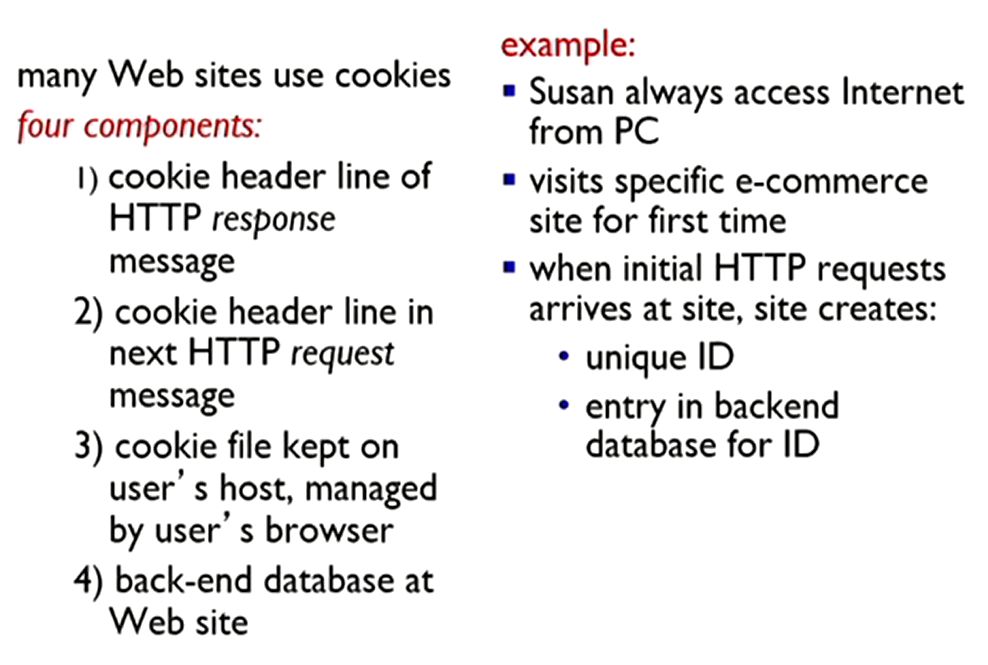 many Web sites use cookies
four components:
1) cookie header line of
HTTP response
message
2) cookie header line in
next HTTP request
message
3) cookie file kept on
user’s host, managed
by user’s browser
4) back-end database at
Web site
example:
▪ Susan always access Internet
from PC
▪ visits specific e-commerce
site for first time
▪ when initial HTTP requests
arrives at site, site creates:
• unique ID
• entry in backend
database for ID